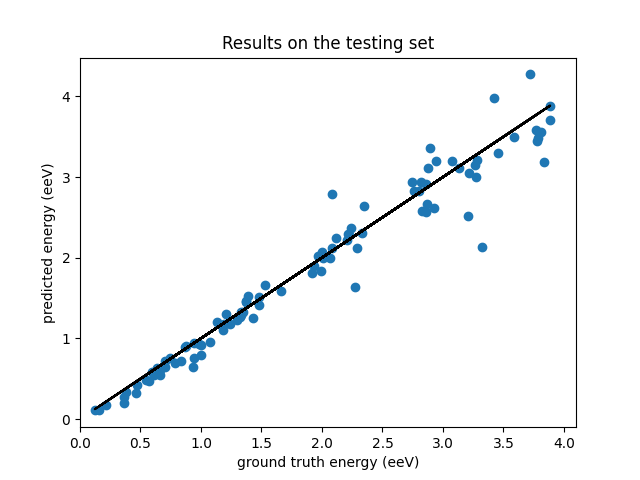 Results on the testing set
predicted energy (eeV)
4
3
2
1
0
0.0 0.5 1.0 1.5 2.0 2.5 3.0 3.5 4.0
ground truth energy (eeV)